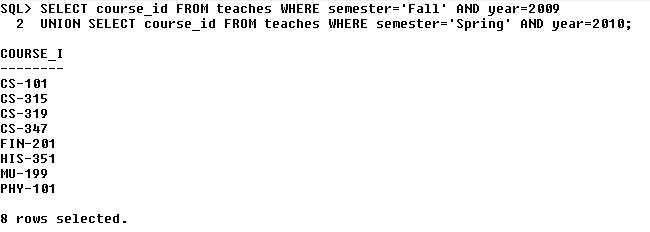 SQL> SELECT course_id FROM teaches WHERE semester='Fall' AND year=2009
  2  UNION SELECT course_id FROM teaches WHERE semester='Spring' AND year=2010;
COURSE_I
--------
CS-101
CS-315
CS-319
CS-347
FIN-201
HIS-351
MU-199
PHY-101
8 rows selected.